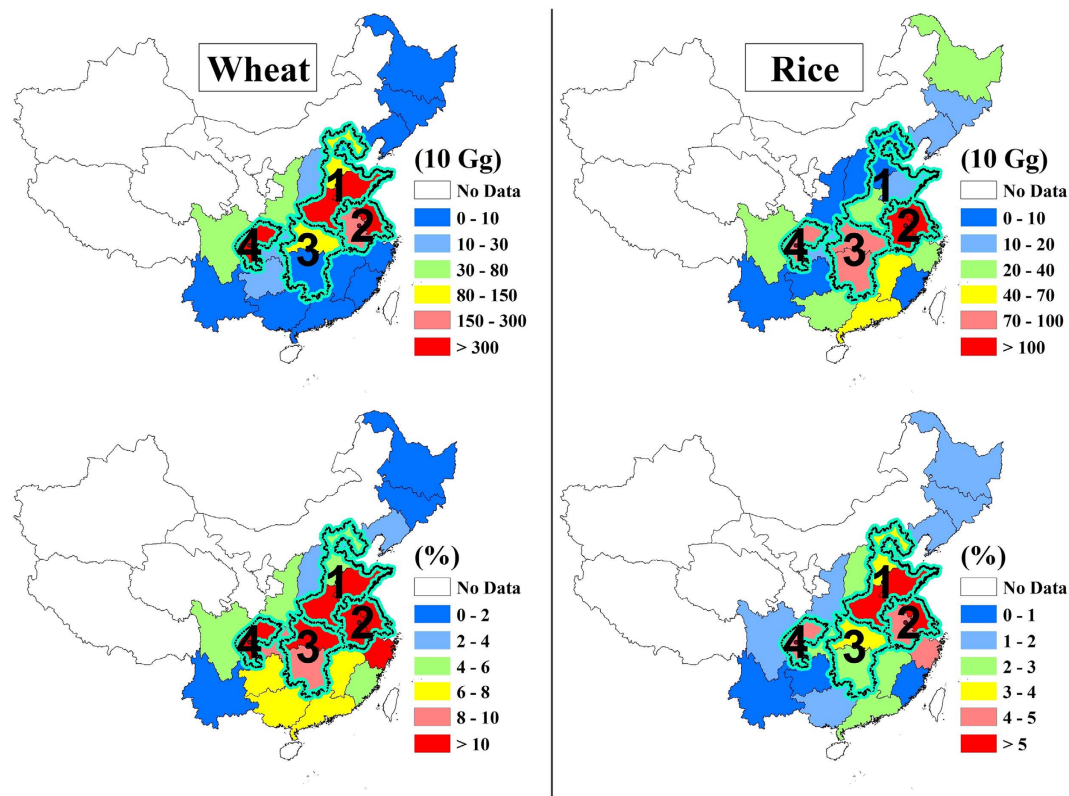 Wheat
(10 Gg)
No Data
0 - 10
10 - 30
30 - 80
80 - 150
150 - 300
> 300
1
2
3
4
Rice
(10 Gg)
No Data
0 - 10
10 - 20
20 - 40
40 - 70
70 - 100
> 100
1
2
3
4
(%)
No Data
0 - 2
2 - 4
4 - 6
6 - 8
8 - 10
> 10
1
2
3
4
(%)
No Data
0 - 1
1 - 2
2 - 3
3 - 4
4 - 5
> 5
1
2
3
4